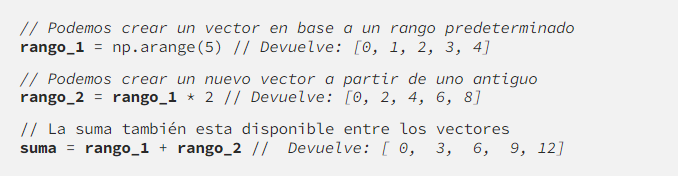 // Podemos crear un vector en base a un rango predeterminado
rango_1 = np.arange(5) // Devuelve: [0, 1, 2, 3, 4]
// Podemos crear un nuevo vector a partir de uno antiguo
rango_2 = rango_1 * 2 // Devuelve: [0, 2, 4, 6, 8]
// La suma también esta disponible entre los vectores
suma = rango_1 + rango_2 //  Devuelve: [ 0,  3,  6,  9, 12]